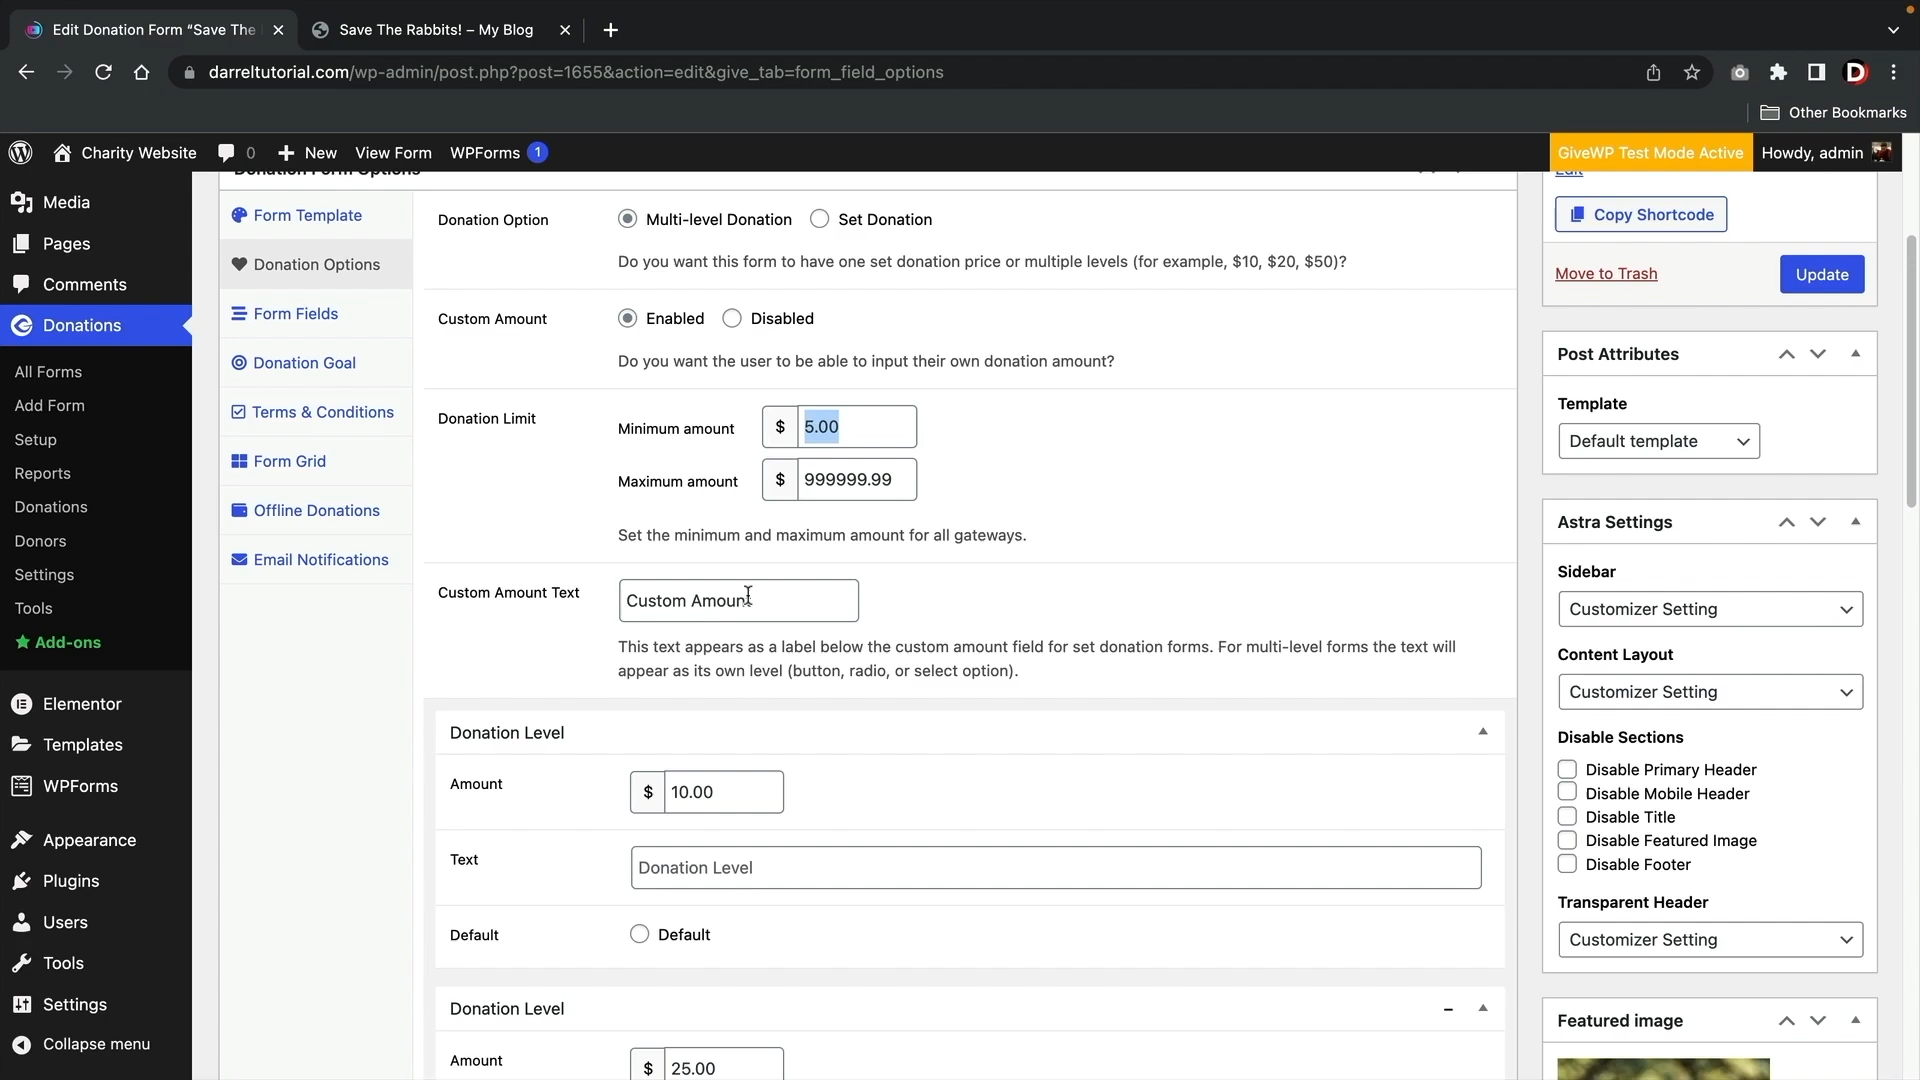 Edit Donation Form “Save The
Save The Rabbits! – My Blog
darreltutorial.com/wp-admin/post.php?post=1655&action=edit&give_tab=form_field_options
D
Other Bookmarks
Charity Website
0
New
View Form
WPForms
1
GiveWP Test Mode Active
Howdy, admin
Media
Pages
Comments
Donations
All Forms
Add Form
Setup
Reports
Donations
Donors
Settings
Tools
Add-ons
Elementor
Templates
WPForms
Appearance
Plugins
Users
Tools
Settings
Collapse menu
Donation Form Options
Form Template
Donation Options
Form Fields
Donation Goal
Terms & Conditions
Form Grid
Offline Donations
Email Notifications
Donation Option
Multi-level Donation
Set Donation
Do you want this form to have one set donation price or multiple levels (for example, $10, $20, $50)?
Custom Amount
Enabled
Disabled
Do you want the user to be able to input their own donation amount?
Donation Limit
Minimum amount
$ 5.00
Maximum amount
$ 999999.99
Set the minimum and maximum amount for all gateways.
Custom Amount Text
Custom Amount
This text appears as a label below the custom amount field for set donation forms. For multi-level forms the text will
appear as its own level (button, radio, or select option).
Donation Level
Amount
$ 10.00
Text
Donation Level
Default
Default
Donation Level
Amount
$ 25.00
Edit
Copy Shortcode
Move to Trash
Update
Post Attributes
Template
Default template
Astra Settings
Sidebar
Customizer Setting
Content Layout
Customizer Setting
Disable Sections
Disable Primary Header
Disable Mobile Header
Disable Title
Disable Featured Image
Disable Footer
Transparent Header
Customizer Setting
Featured image